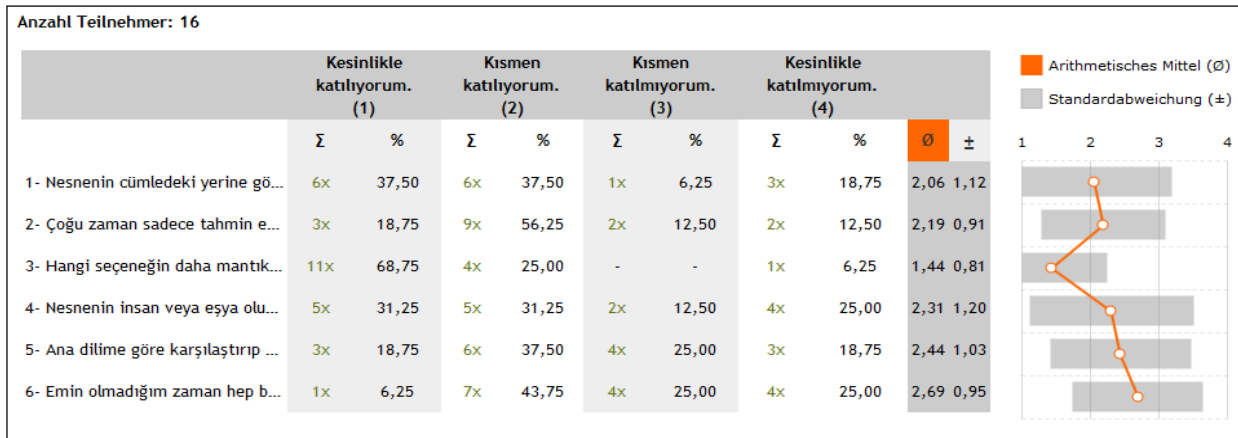 Anzahl Teilnehmer: 16
Kesinlikle katılıyorum. (1) Kısmen katılıyorum. (2) Kısmen katılmıyorum. (3) Kesinlikle katılmıyorum. (4)
Σ % Σ % Σ % Σ % Ø ±
1- Nesnenin cümledeki yerine gö... 6x 37,50 6x 37,50 1x 6,25 3x 18,75 2,06 1,12
2- Çoğu zaman sadece tahmin e... 3x 18,75 9x 56,25 2x 12,50 2x 12,50 2,19 0,91
3- Hangi seçeneğin daha mantık... 11x 68,75 4x 25,00 - - 1x 6,25 1,44 0,81
4- Nesnenin insan veya eşya olu... 5x 31,25 5x 31,25 2x 12,50 4x 25,00 2,31 1,20
5- Ana dilime göre karşılaştırıp ... 3x 18,75 6x 37,50 4x 25,00 3x 18,75 2,44 1,03
6- Emin olmadığım zaman hep b... 1x 6,25 7x 43,75 4x 25,00 4x 25,00 2,69 0,95
Arithmetisches Mittel (Ø)
Standardabweichung (±)
1 2 3 4